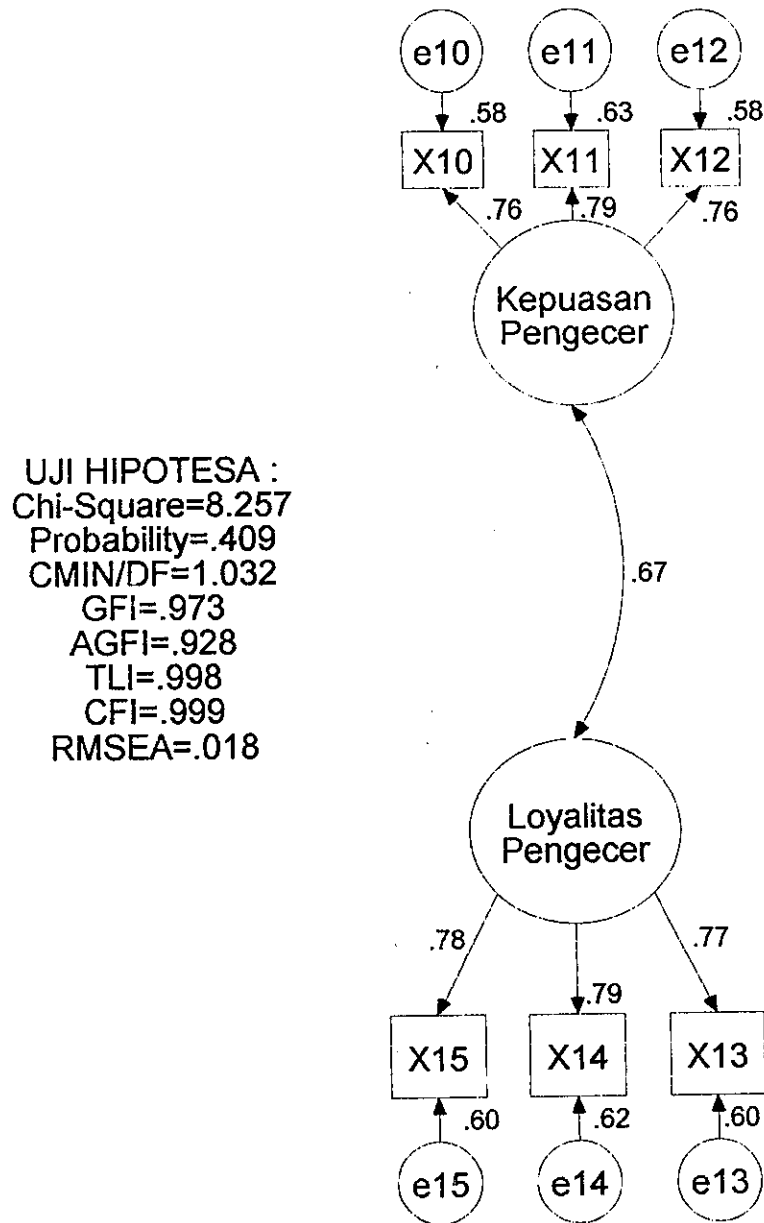 e10 e11 e12
.58 .63 .58
X10 X11 X12
.76 .79 .76
Kepuasan
Pengecer
UJI HIPOTESA :
Chi-Square=8.257
Probability=.409
CMIN/DF=1.032
GFI=.973
AGFI=.928
TLI=.998
CFI=.999
RMSEA=.018
.67
Loyalitas
Pengecer
.78 .79 .77
X15 X14 X13
.60 .62 .60
e15 e14 e13